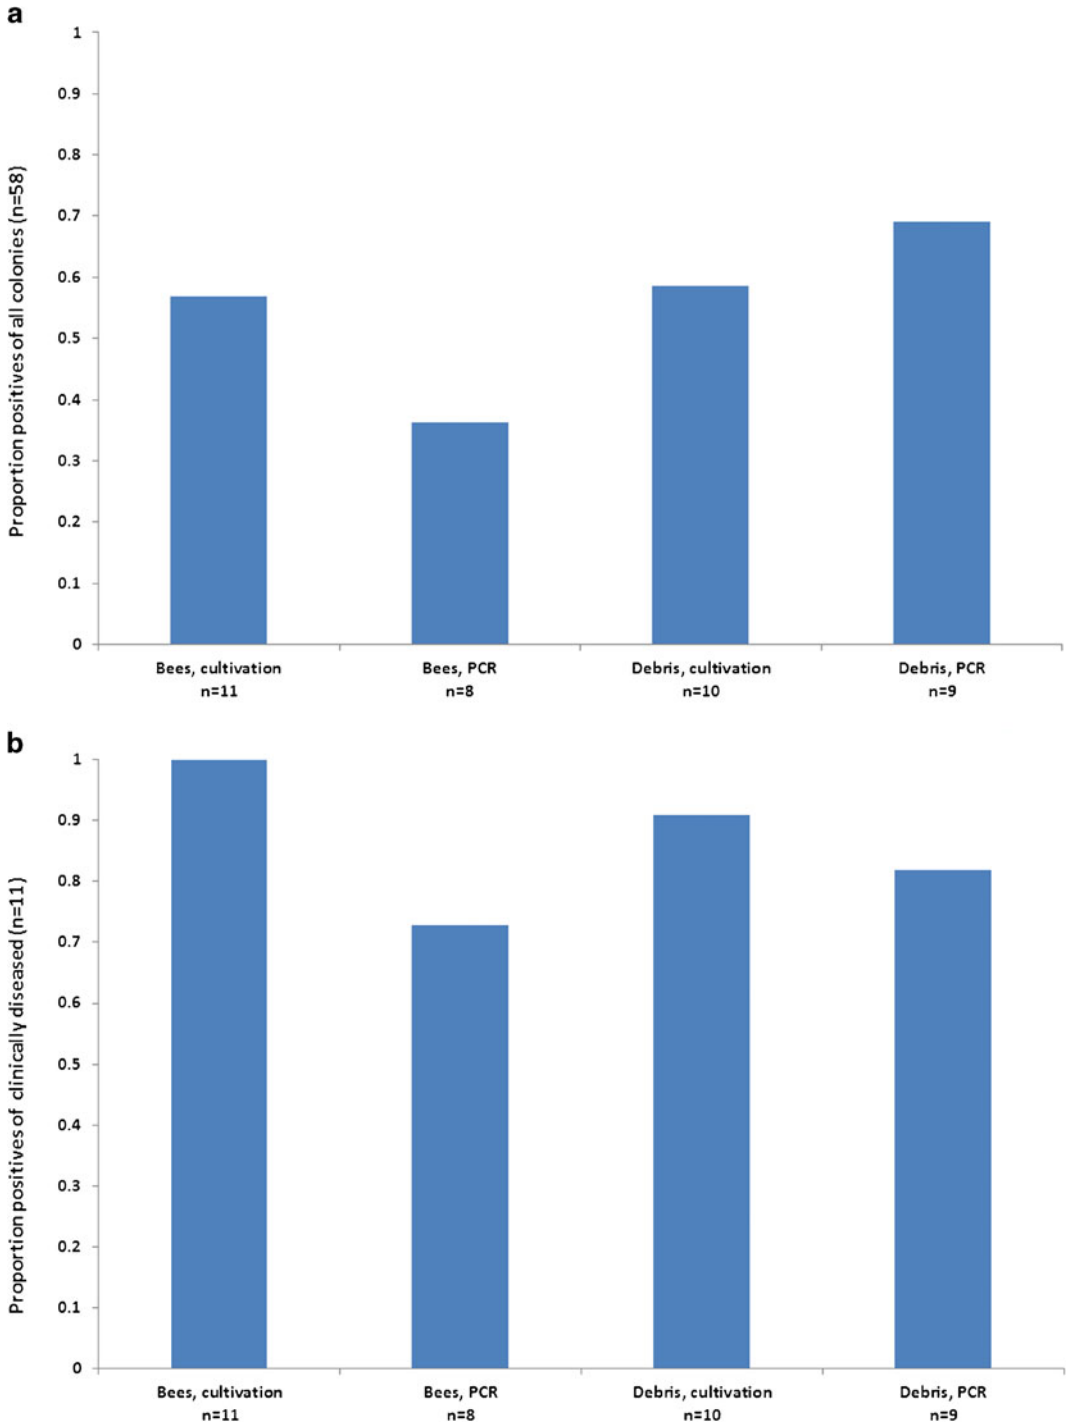 a
Proportion positives of all colonies (n=58)
1
0.9
0.8
0.7
0.6
0.5
0.4
0.3
0.2
0.1
0
Bees, cultivation
n=11
Bees, PCR
n=8
Debris, cultivation
n=10
Debris, PCR
n=9
b
Proportion positives of clinically diseased (n=11)
1
0.9
0.8
0.7
0.6
0.5
0.4
0.3
0.2
0.1
0
Bees, cultivation
n=11
Bees, PCR
n=8
Debris, cultivation
n=10
Debris, PCR
n=9